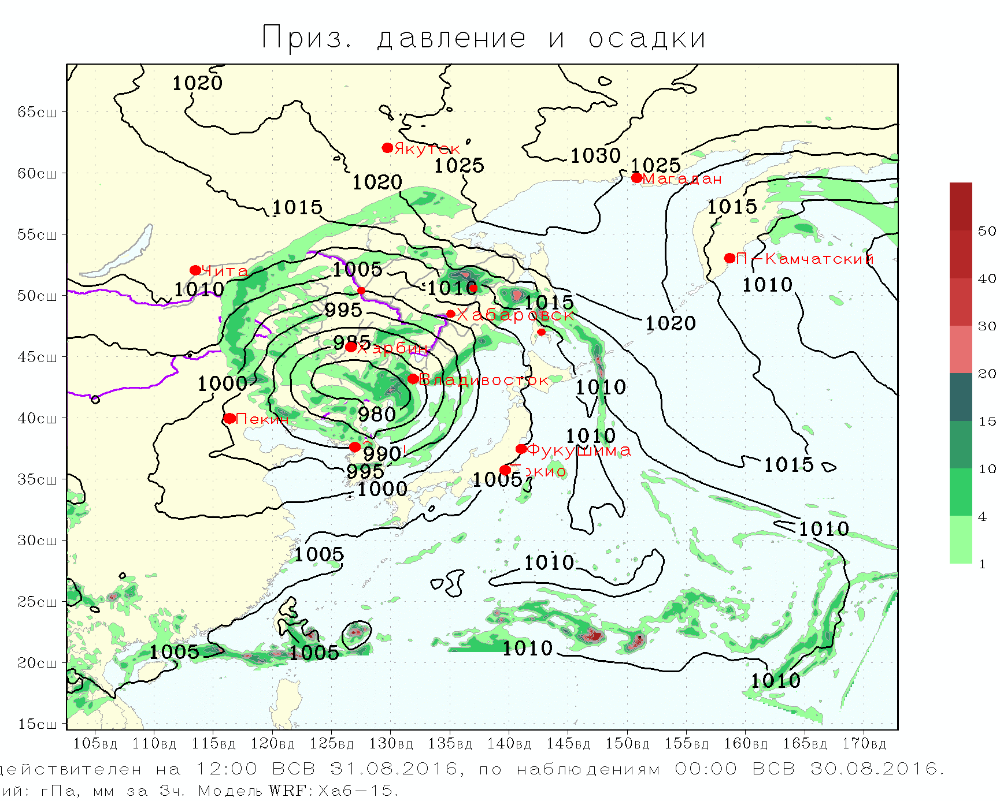 Приз. давление и осадки
1020
65сш
Якутск
1030
1025
1025
60сш
Магадан
1020
1015
1015
55сш
50
П-Камчатский
1005
Чита
40
1010
1010
1010
50сш
1015
995
Хабаровск
1020
30
985
Харбин
45сш
20
1000
Владивосток
1010
980
40сш
Пекин
15
1010
990
Фукушима
1015
10
995
Токио
35сш
1005
1000
4
1010
30сш
1005
1010
1
25сш
1005
1005
1010
20сш
1010
15сш
105вд 110вд 115вд 120вд 125вд 130вд 135вд 140вд 145вд 150вд 155вд 160вд 165вд 170вд
действителен на 12:00 ВСВ 31.08.2016, по наблюдениям 00:00 ВСВ 30.08.2016.
ий: гПа, мм за 3ч. Модель WRF: Хаб-15.